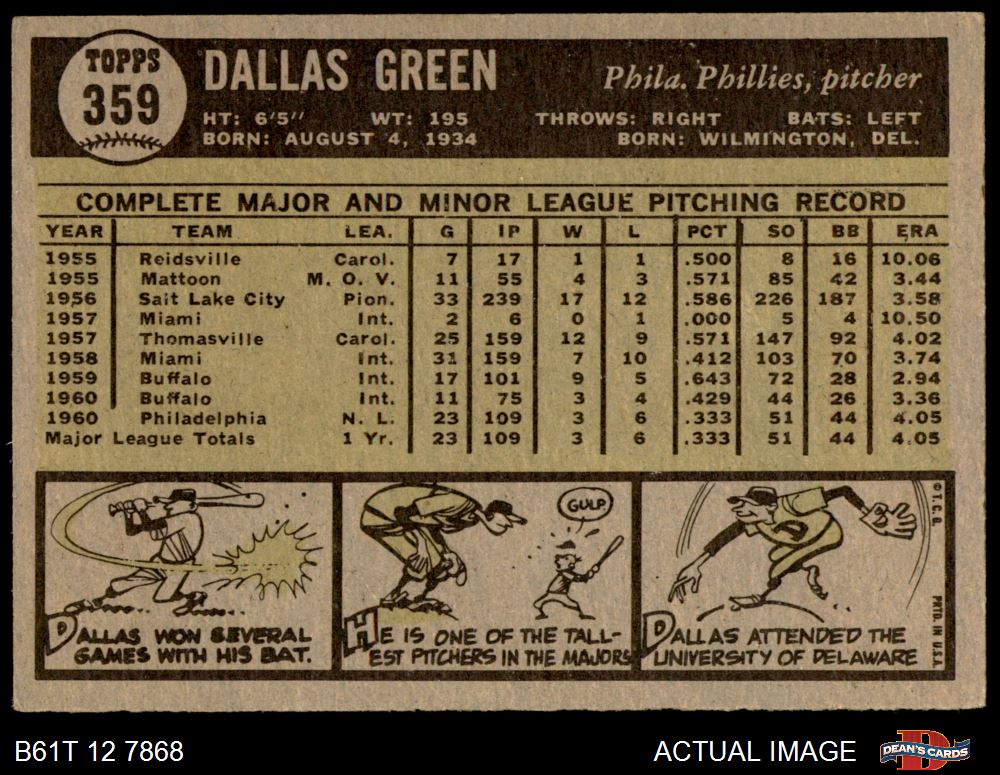 TOPPS
359
DALLAS GREEN
Phila. Phillies, pitcher
HT: 6'5" WT: 195 THROWS: RIGHT BATS: LEFT
BORN: AUGUST 4, 1934 BORN: WILMINGTON, DEL.
COMPLETE MAJOR AND MINOR LEAGUE PITCHING RECORD
YEAR TEAM LEA. G IP W L PCT SO BB ERA
1955 Reidsville Carol. 7 17 1 1 .500 8 16 10.06
1955 Mattoon M. O. V. 11 55 4 3 .571 85 42 3.44
1956 Salt Lake City Pion. 33 239 17 12 .586 226 187 3.58
1957 Miami Int. 2 6 0 1 .000 5 4 10.50
1957 Thomasville Carol. 25 159 12 9 .571 147 92 4.02
1958 Miami Int. 31 159 7 10 .412 103 70 3.74
1959 Buffalo Int. 17 101 9 5 .643 72 28 2.94
1960 Buffalo Int. 11 75 3 4 .429 44 26 3.36
1960 Philadelphia N. L. 23 109 3 6 .333 51 44 4.05
Major League Totals 1 Yr. 23 109 3 6 .333 51 44 4.05
DALLAS WON SEVERAL
GAMES WITH HIS BAT.
GULP
HE IS ONE OF THE TALL-
EST PITCHERS IN THE MAJORS
D
DALLAS ATTENDED THE
UNIVERSITY OF DELAWARE
© T. C. G.
PRTD. IN U.S.A.
B61T 12 7868
ACTUAL IMAGE
D
DEAN'S CARDS